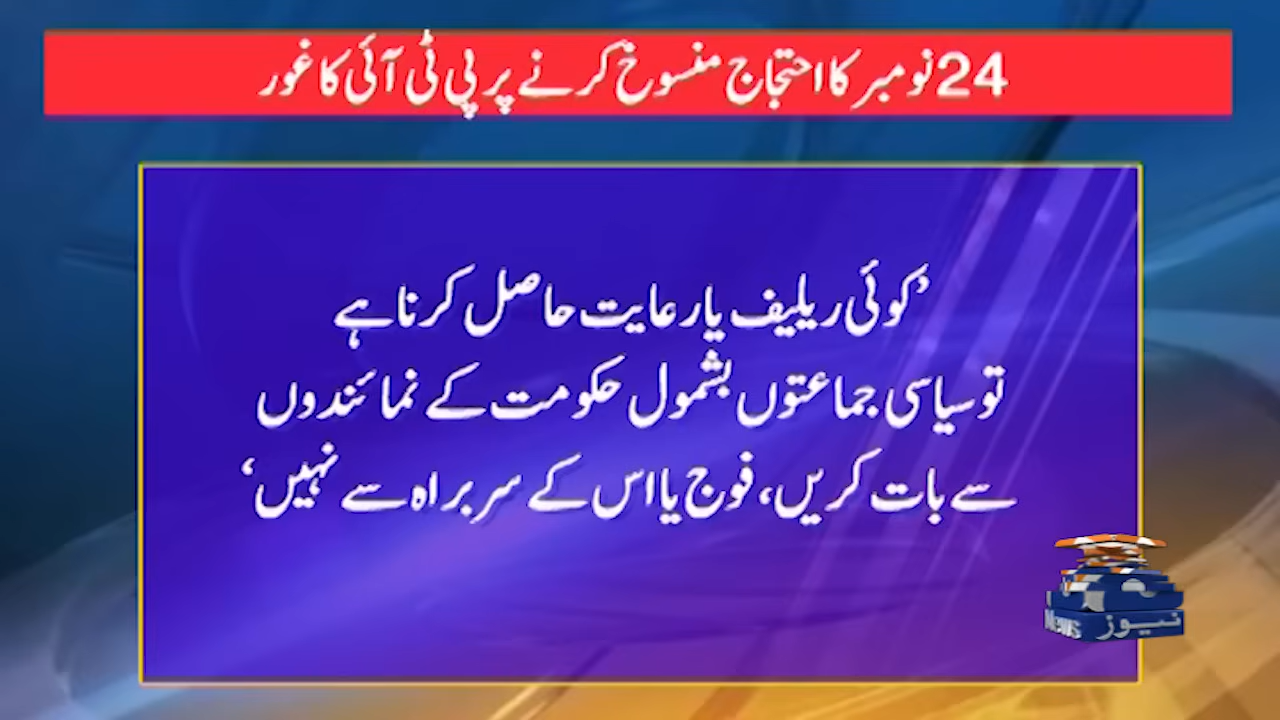 24 نومبر کا احتجاج منسوخ کرنے پر پی ٹی آئی کا غور
’کوئی ریلیف یا رعایت حاصل کرنا ہے
تو سیاسی جماعتوں بشمول حکومت کے نمائندوں
سے بات کریں، فوج یا اس کے سربراہ سے نہیں‘
News نیوز